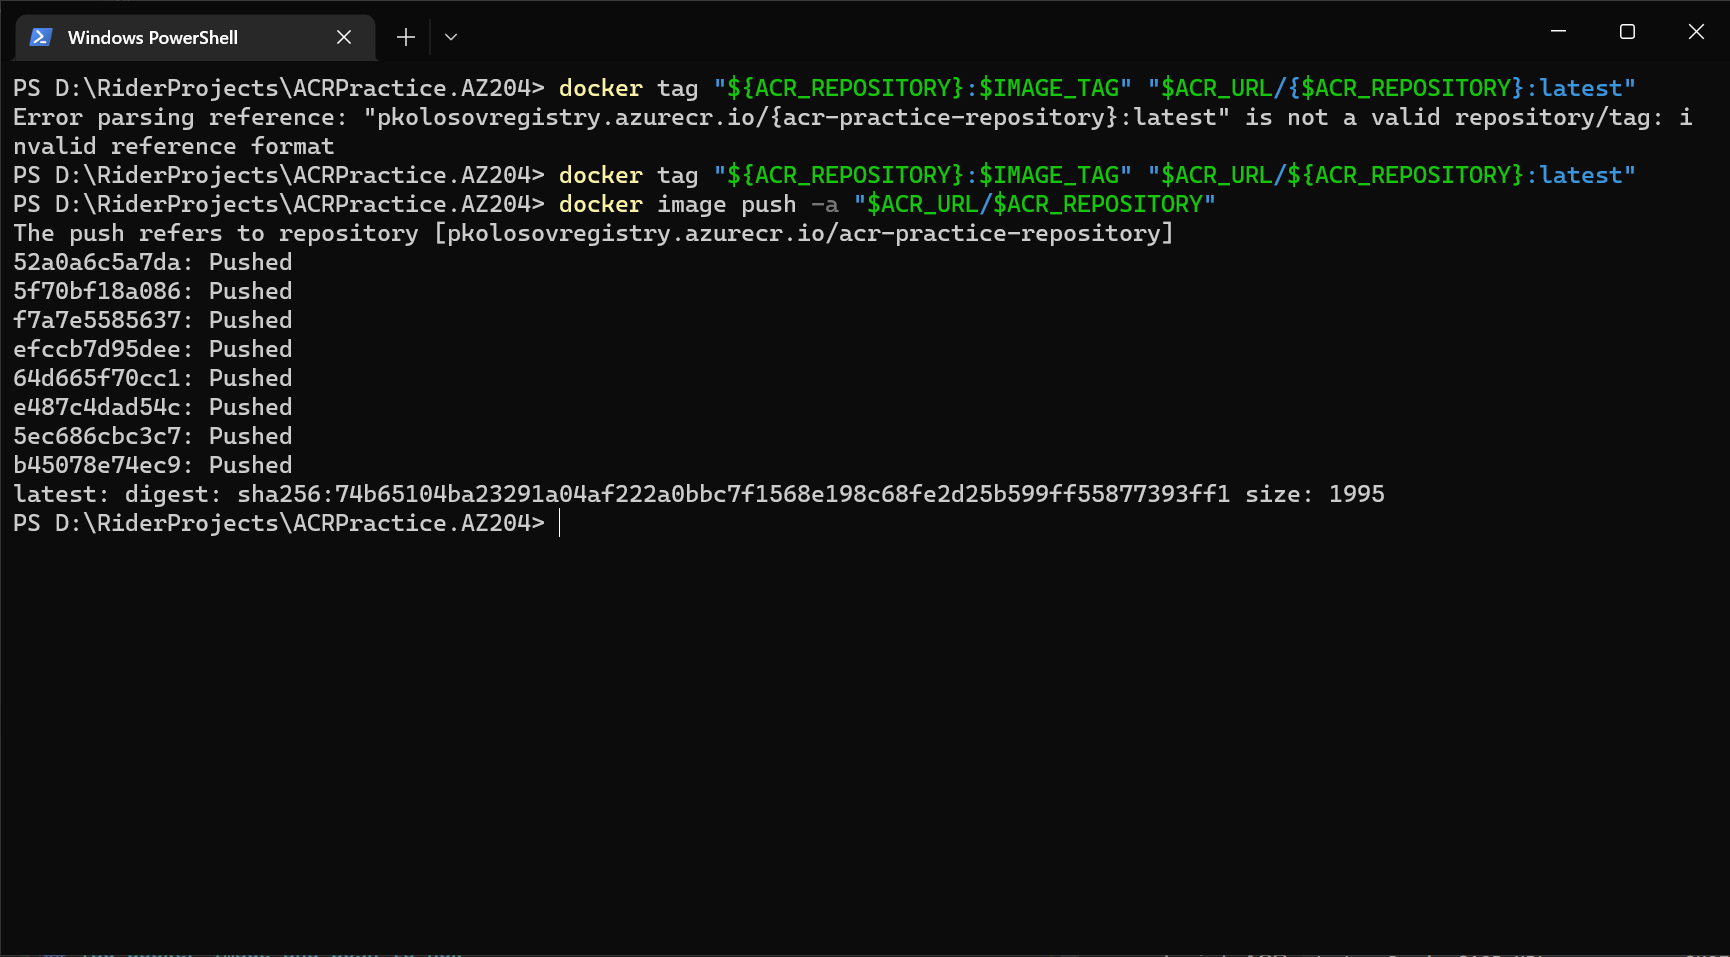 Windows PowerShell
PS D:\RiderProjects\ACRPractice.AZ204> docker tag "${ACR_REPOSITORY}:$IMAGE_TAG" "$ACR_URL/{$ACR_REPOSITORY}:latest"
Error parsing reference: "pkolosovregistry.azurecr.io/{acr-practice-repository}:latest" is not a valid repository/tag: i
nvalid reference format
PS D:\RiderProjects\ACRPractice.AZ204> docker tag "${ACR_REPOSITORY}:$IMAGE_TAG" "$ACR_URL/${ACR_REPOSITORY}:latest"
PS D:\RiderProjects\ACRPractice.AZ204> docker image push -a "$ACR_URL/$ACR_REPOSITORY"
The push refers to repository [pkolosovregistry.azurecr.io/acr-practice-repository]
52a0a6c5a7da: Pushed
5f70bf18a086: Pushed
f7a7e5585637: Pushed
efccb7d95dee: Pushed
64d665f70cc1: Pushed
e487c4dad54c: Pushed
5ec686cbc3c7: Pushed
b45078e74ec9: Pushed
latest: digest: sha256:74b65104ba23291a04af222a0bbc7f1568e198c68fe2d25b599ff55877393ff1 size: 1995
PS D:\RiderProjects\ACRPractice.AZ204>